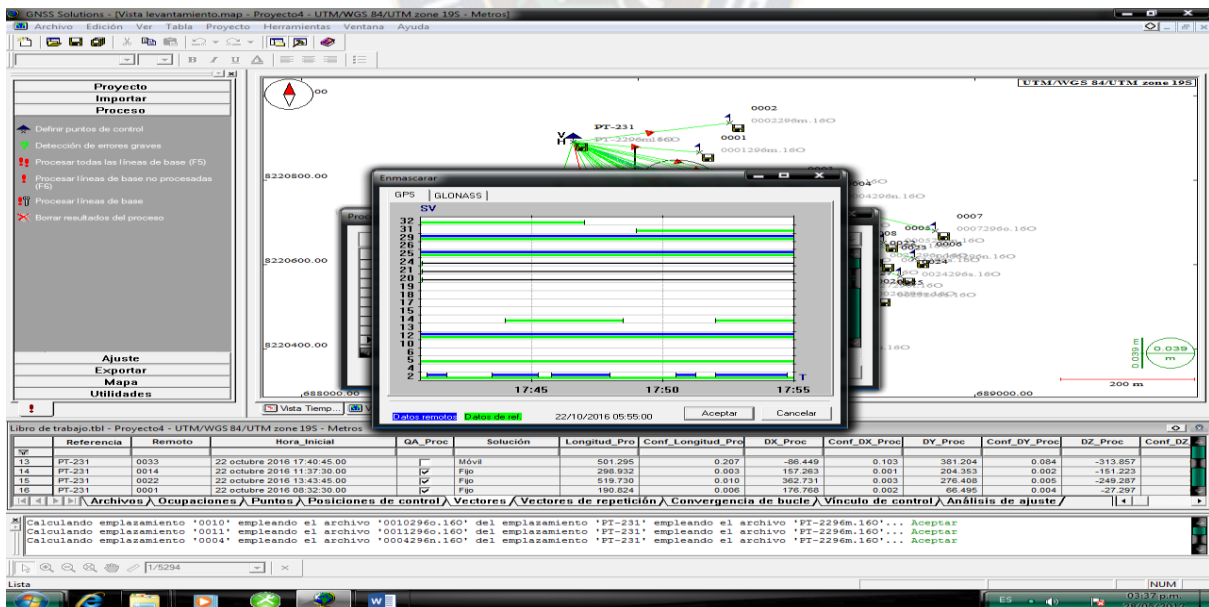 GNSS Solutions - [Vista levantamiento.map - Proyecto4 - UTM/WGS 84/UTM zone 19S - Metros]
Archivo Edición Ver Tabla Proyecto Herramientas Ventana Ayuda
B I U A
Proyecto
Importar
Proceso
Definir puntos de control
Detección de errores graves
Procesar todas las líneas de base (F5)
Procesar líneas de base no procesadas (F6)
Procesar líneas de base
Borrar resultados del proceso
Ajuste
Exportar
Mapa
Utilidades
UTM/WGS 84/UTM zone 19S
0002
0002296m.16O
PT-231
V
H
0001
0001296m.16O
8220800.00
8220600.00
8220400.00
0007
0007296o.16O
0006
0024
0024296s.16O
688000.00
689000.00
0.039 m
0.039 m
200 m
Enmascarar
GPS GLONASS
SV
32
31
29
26
25
24
21
20
19
18
17
15
14
13
12
10
6
5
4
2
T
17:45 17:50 17:55
Datos remotos Datos de ref. 22/10/2016 05:55:00 Aceptar Cancelar
Vista Tiemp...
Libro de trabajo.tbl - Proyecto4 - UTM/WGS 84/UTM zone 19S - Metros
Referencia Remoto Hora_Inicial QA_Proc Solución Longitud_Pro Conf_Longitud_Pro DX_Proc Conf_DX_Proc DY_Proc Conf_DY_Proc DZ_Proc Conf_DZ
13 PT-231 0033 22 octubre 2016 17:40:45.00 Móvil 501.295 0.207 -86.449 0.103 381.204 0.084 -313.857
14 PT-231 0014 22 octubre 2016 11:37:30.00 Fijo 298.932 0.003 157.263 0.001 204.353 0.002 -151.223
15 PT-231 0022 22 octubre 2016 13:43:45.00 Fijo 519.730 0.010 362.731 0.003 276.408 0.005 -249.287
16 PT-231 0001 22 octubre 2016 08:32:30.00 Fijo 190.824 0.006 176.768 0.002 66.495 0.004 -27.297
Archivos Ocupaciones Puntos Posiciones de control Vectores Vectores de repetición Convergencia de bucle Vínculo de control Análisis de ajuste
Calculando emplazamiento '0010' empleando el archivo '0010296o.16O' del emplazamiento 'PT-231' empleando el archivo 'PT-2296m.16O'... Aceptar
Calculando emplazamiento '0011' empleando el archivo '0011296o.16O' del emplazamiento 'PT-231' empleando el archivo 'PT-2296m.16O'... Aceptar
Calculando emplazamiento '0004' empleando el archivo '0004296n.16O' del emplazamiento 'PT-231' empleando el archivo 'PT-2296m.16O'... Aceptar
1/5294
Lista
NUM
ES
03:37 p.m.